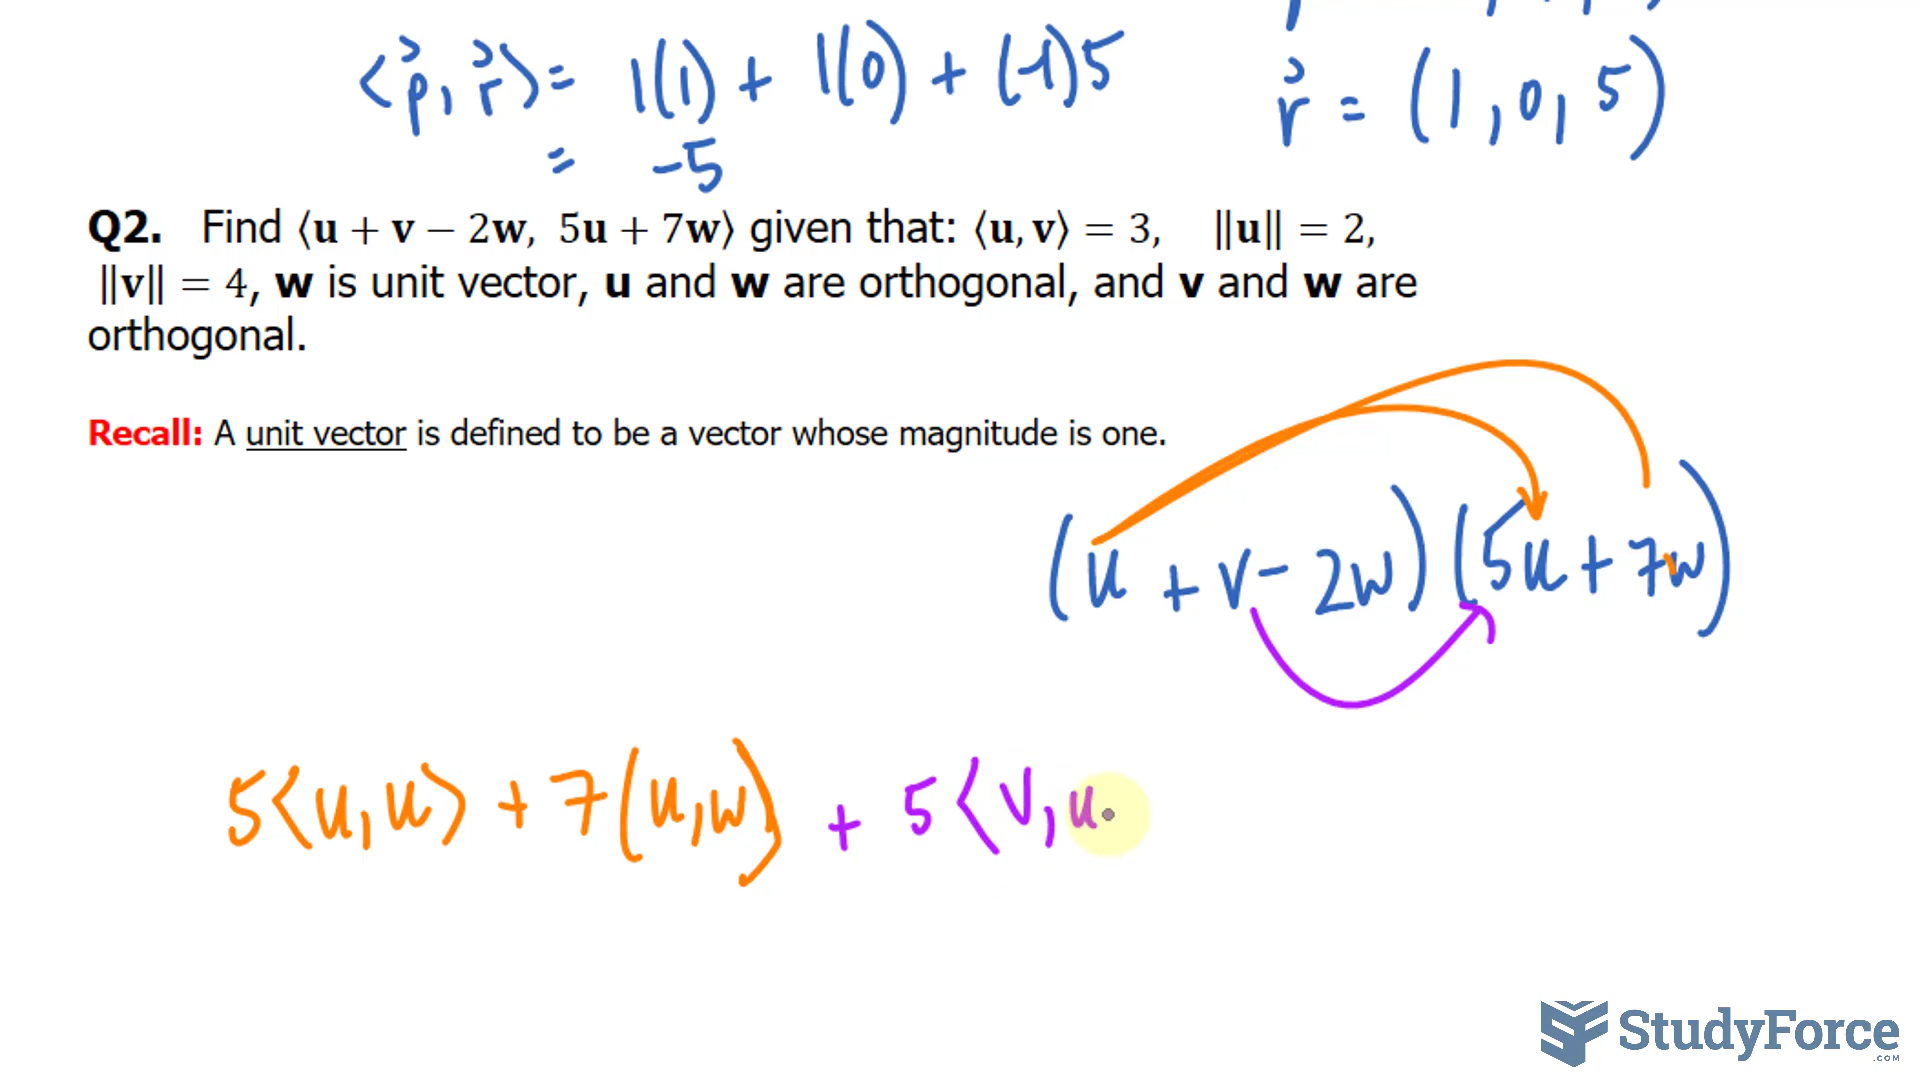 ⟨p⃗, r⃗⟩ = 1(1) + 1(0) + (-1)5
= -5
r⃗ = (1, 0, 5)
Q2. Find ⟨u + v − 2w, 5u + 7w⟩ given that: ⟨u, v⟩ = 3, ‖u‖ = 2,
‖v‖ = 4, w is unit vector, u and w are orthogonal, and v and w are
orthogonal.
Recall: A unit vector is defined to be a vector whose magnitude is one.
(u + v - 2w)(5u + 7w)
5⟨u, u⟩ + 7(u, w) + 5⟨v, u
StudyForce
.COM